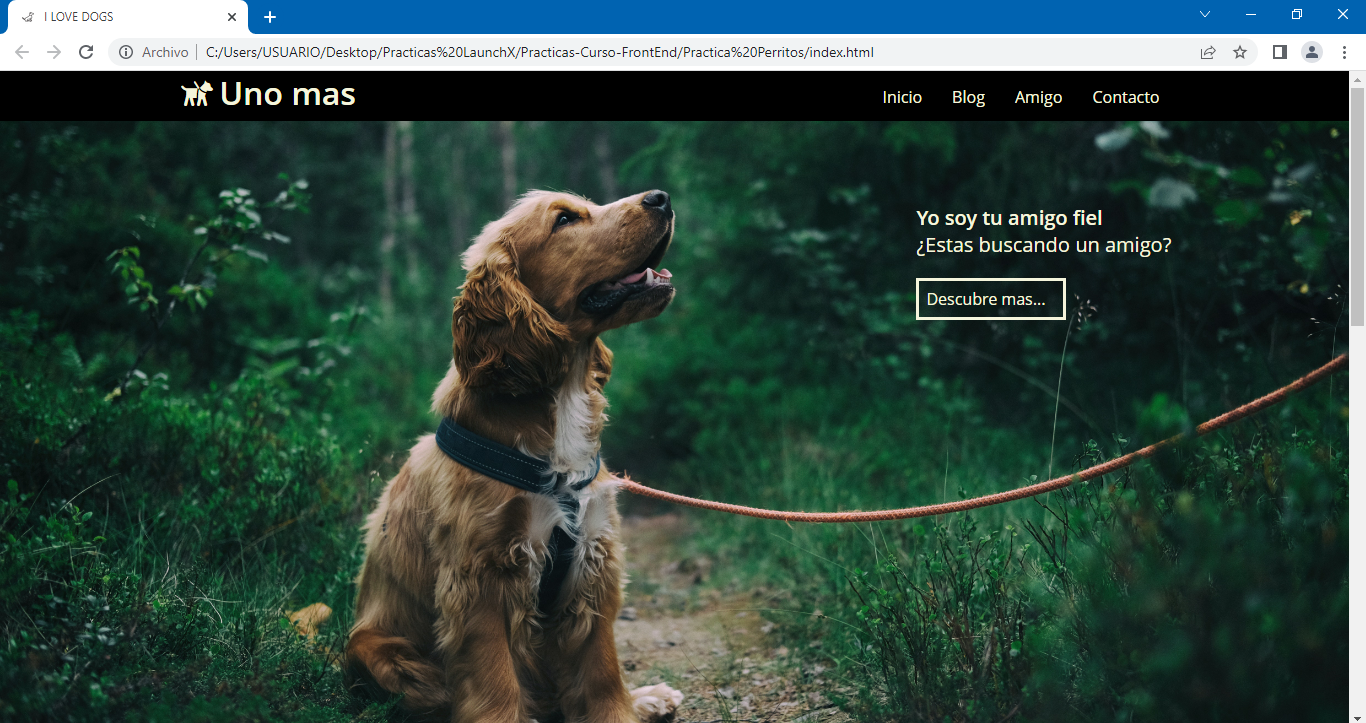 I LOVE DOGS
Archivo
C:/Users/USUARIO/Desktop/Practicas%20LaunchX/Practicas-Curso-FrontEnd/Practica%20Perritos/index.html
Uno mas
Inicio
Blog
Amigo
Contacto
Yo soy tu amigo fiel
¿Estas buscando un amigo?
Descubre mas...